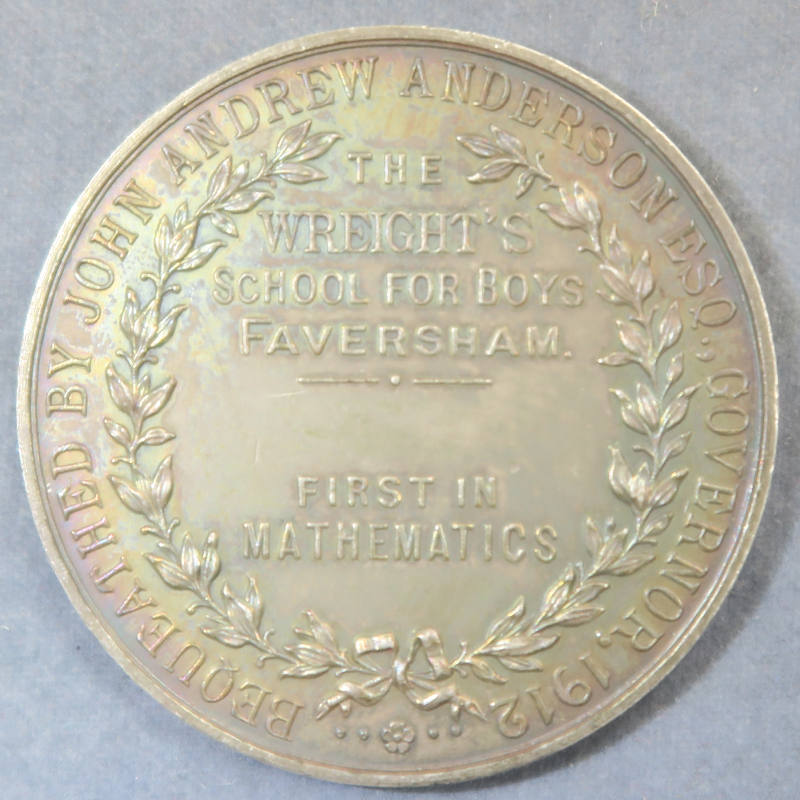 BEQUEATHED BY JOHN ANDREW ANDERSON ESQ., GOVERNOR, 1912
THE
WREIGHT'S
SCHOOL FOR BOYS
FAVERSHAM.
FIRST IN
MATHEMATICS